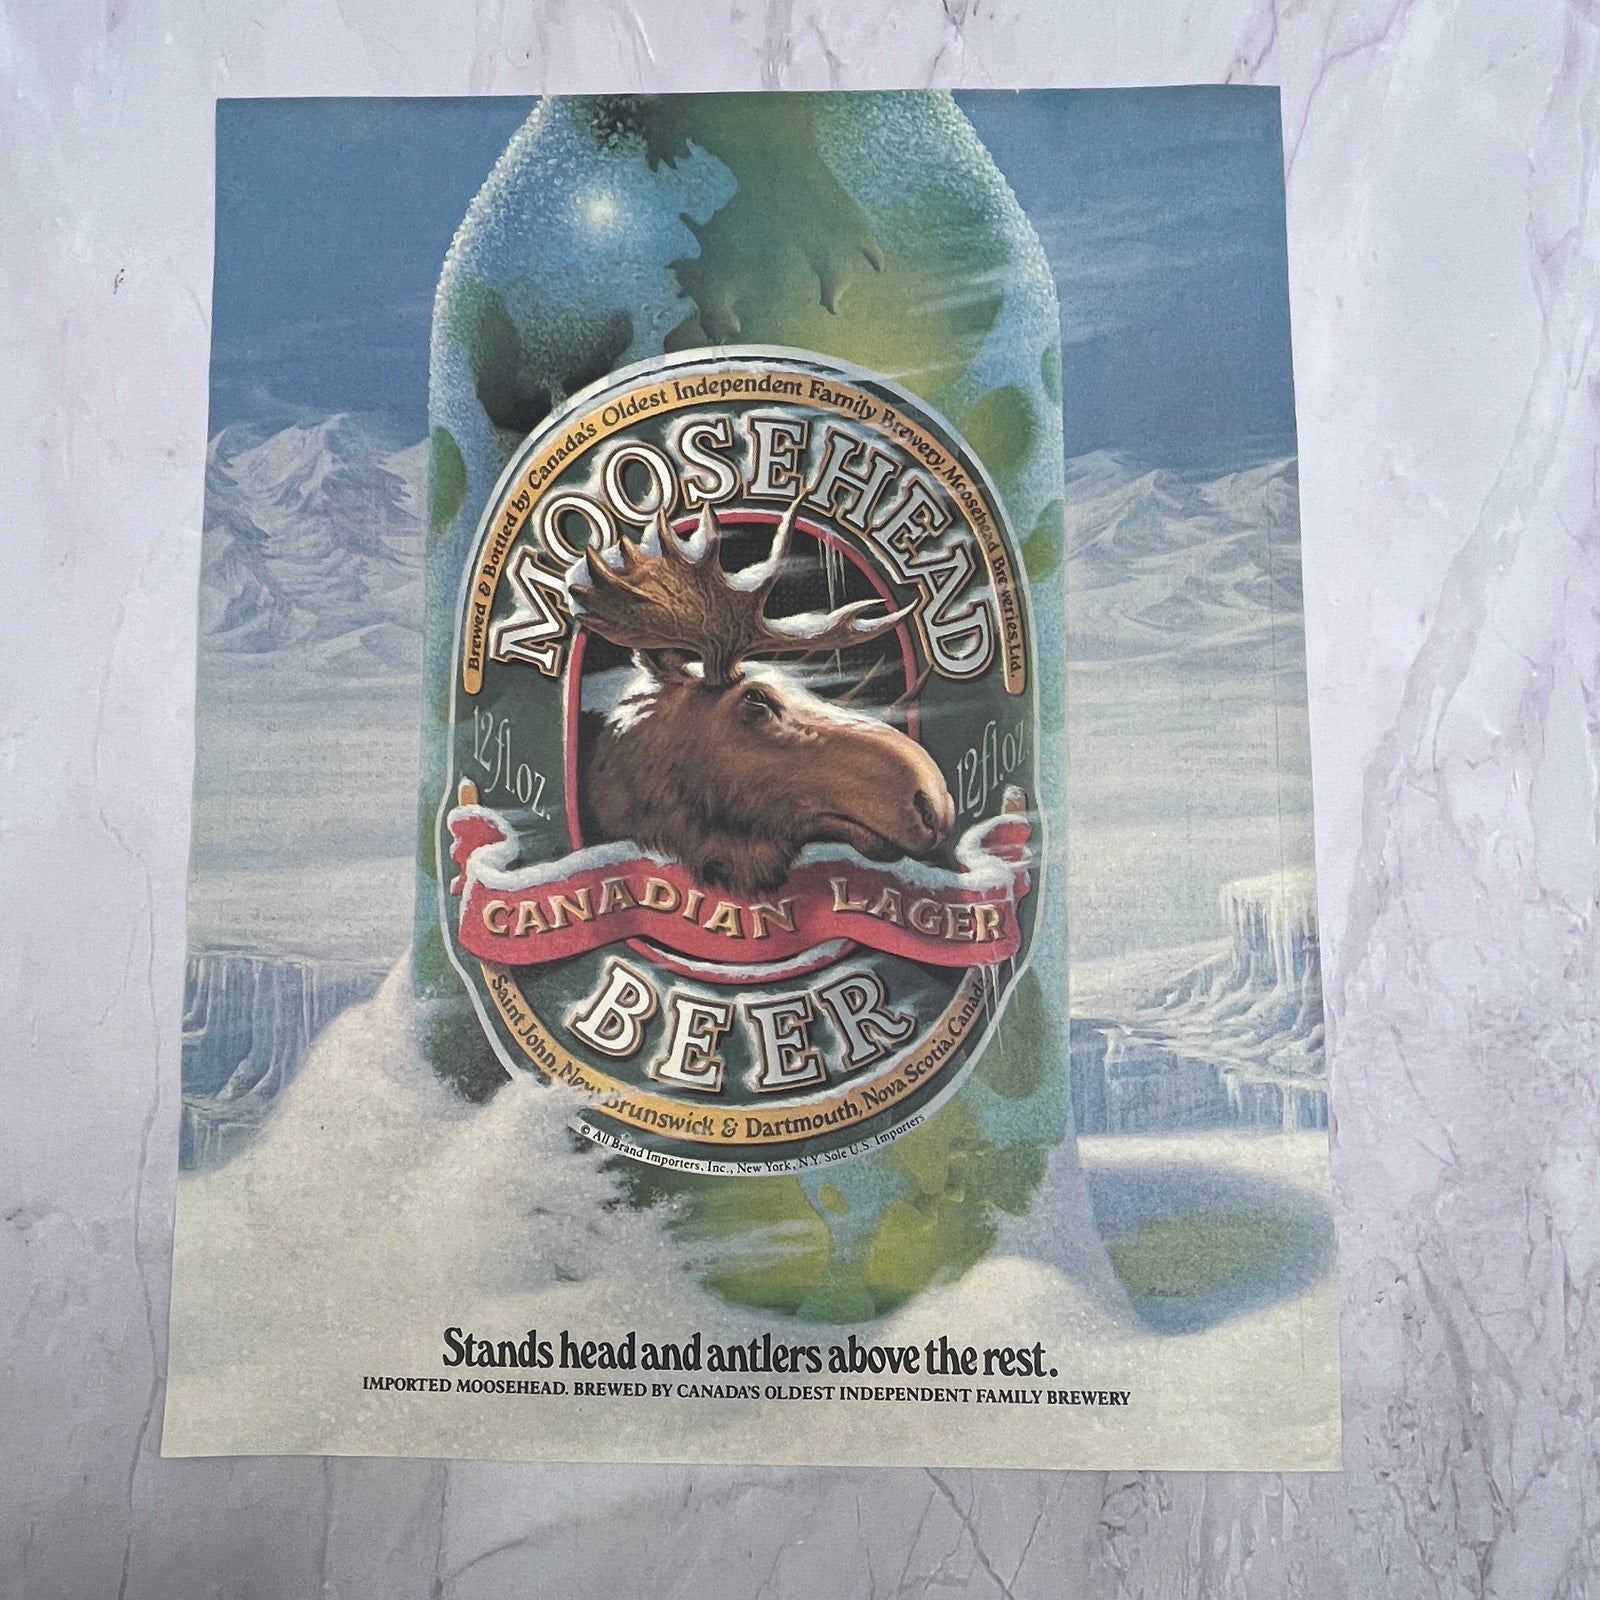 Brewed & Bottled by Canada's Oldest Independent Family Brewery, Moosehead Breweries, Ltd.
MOOSEHEAD
12 fl. oz.
12 fl. oz.
CANADIAN LAGER
BEER
Saint John, New Brunswick & Dartmouth, Nova Scotia, Canada
© All Brand Importers, Inc., New York, N.Y. Sole U.S. Importers
Stands head and antlers above the rest.
IMPORTED MOOSEHEAD. BREWED BY CANADA'S OLDEST INDEPENDENT FAMILY BREWERY